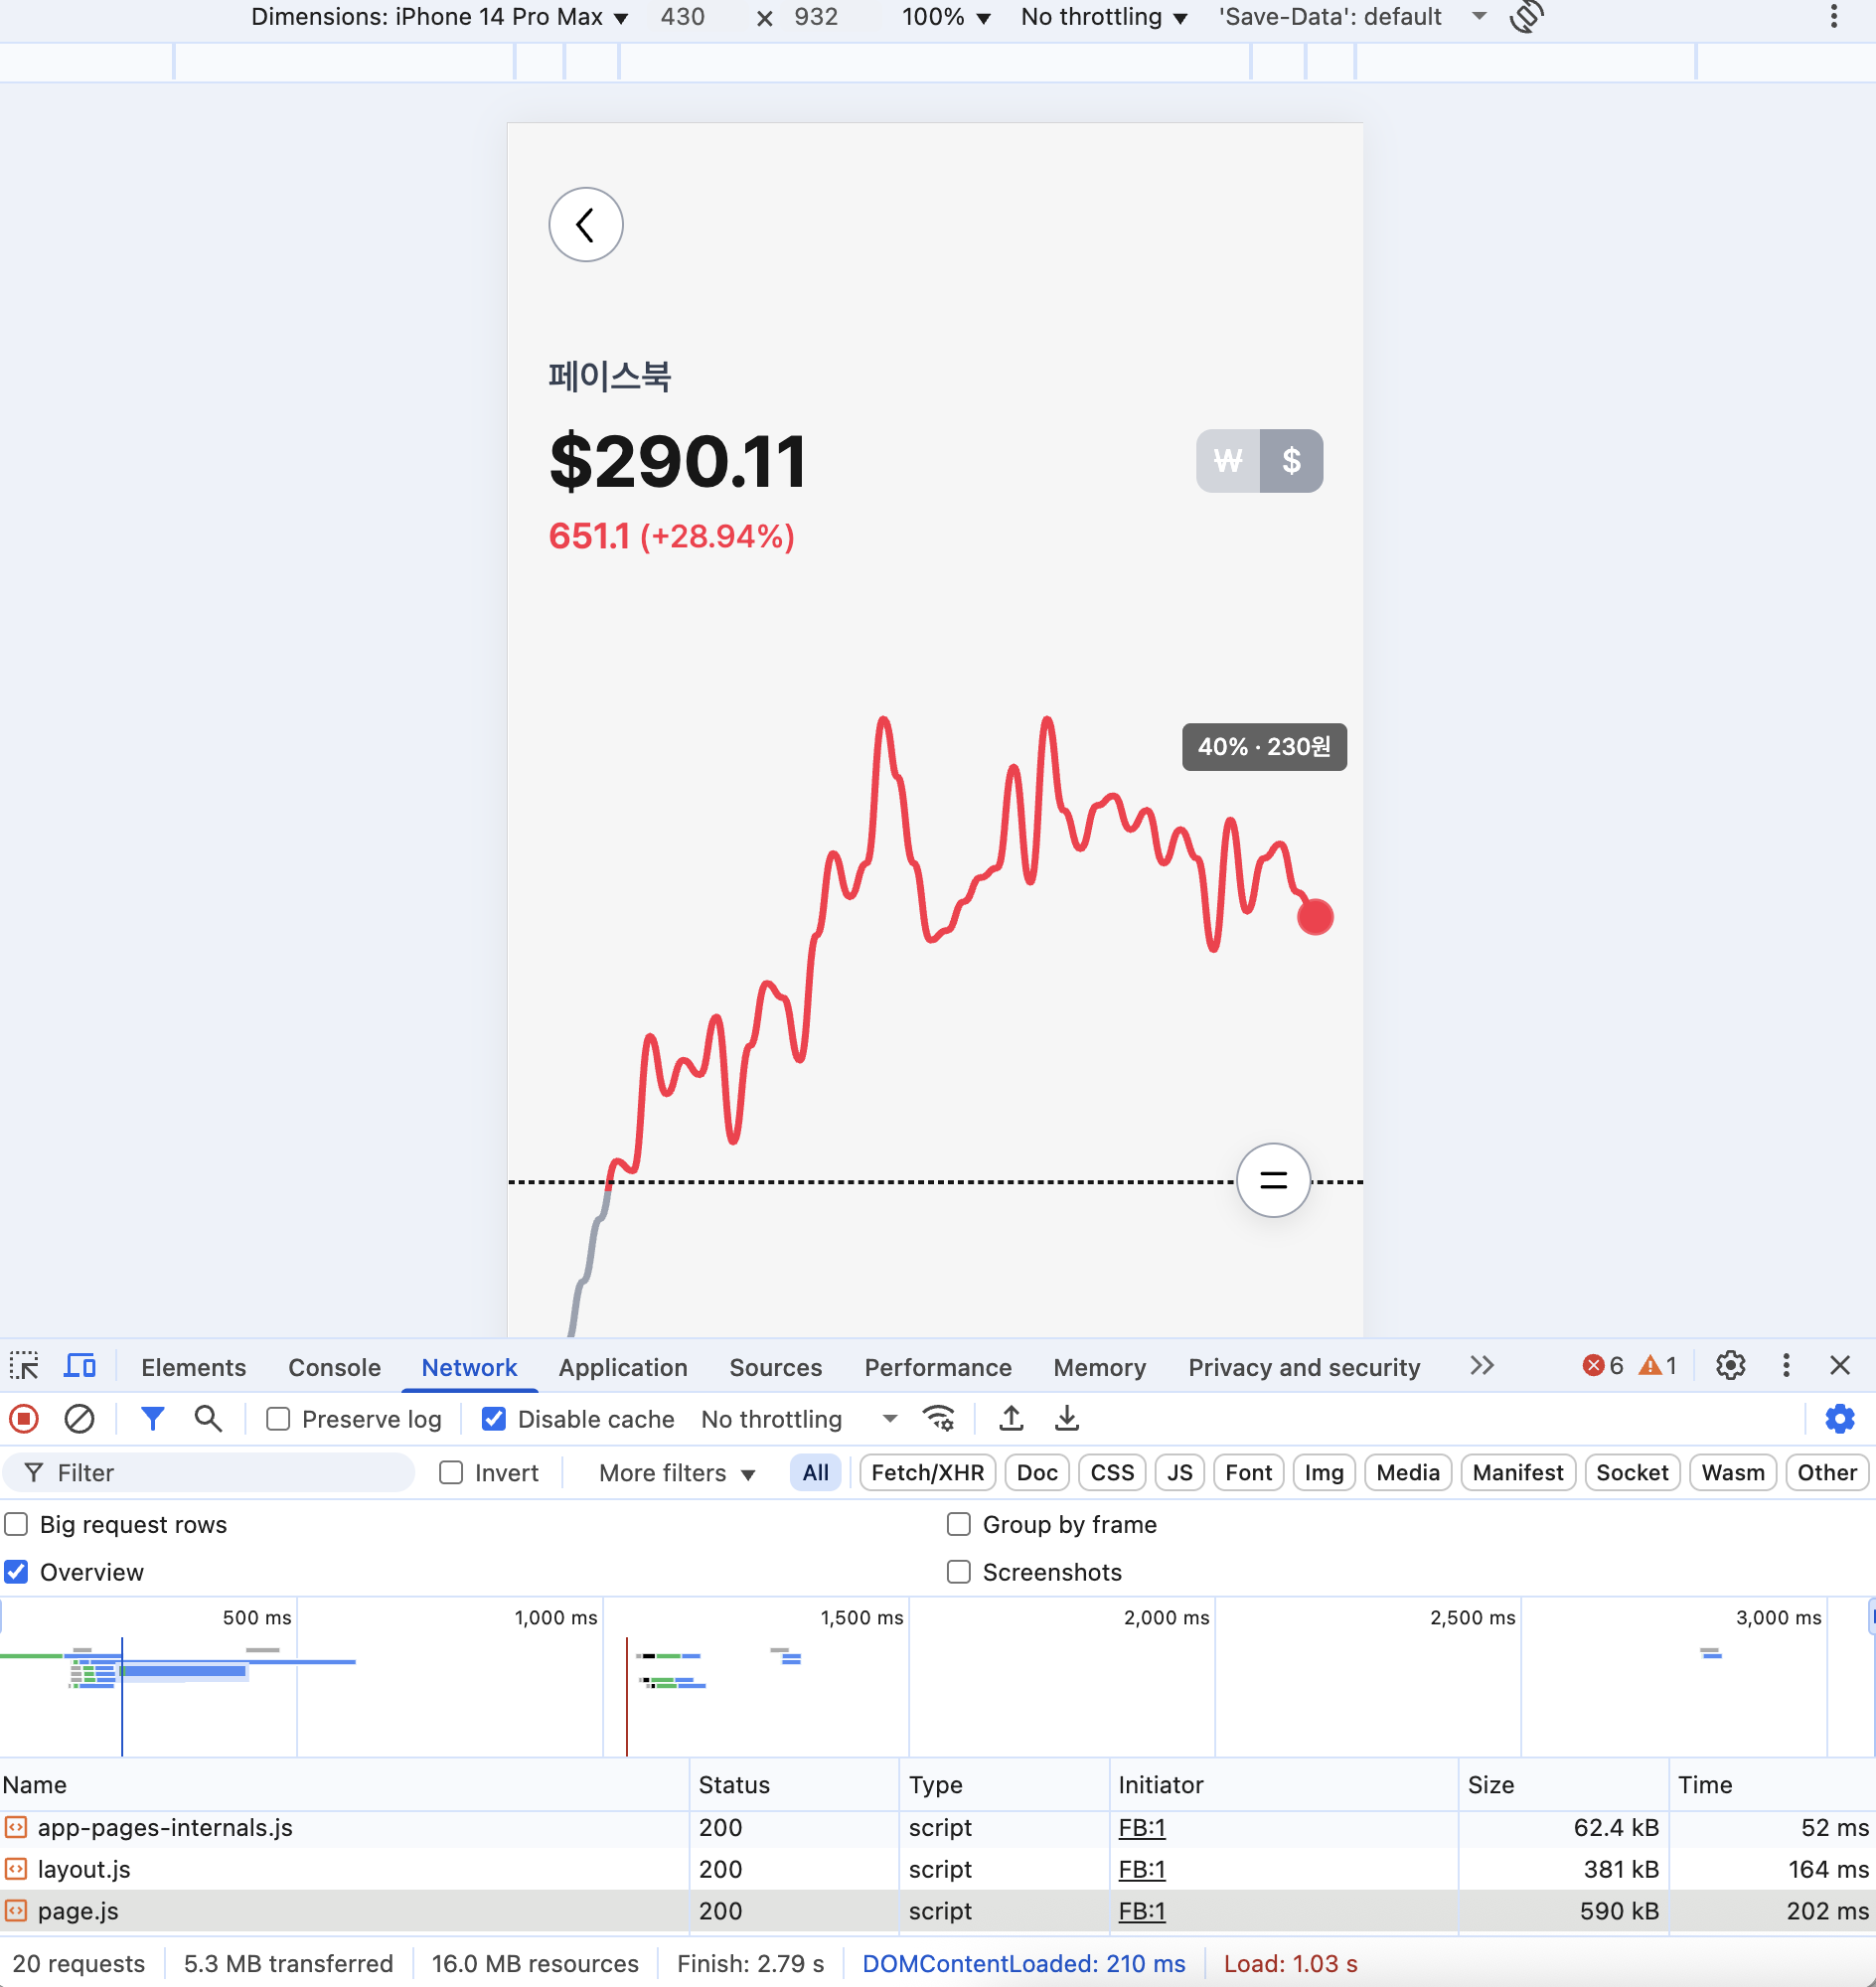 Dimensions: iPhone 14 Pro Max 430 × 932 100% No throttling 'Save-Data': default
페이스북
$290.11
₩ $
651.1 (+28.94%)
40% · 230원
Elements Console Network Application Sources Performance Memory Privacy and security 6 1
Preserve log Disable cache No throttling
Filter Invert More filters All Fetch/XHR Doc CSS JS Font Img Media Manifest Socket Wasm Other
Big request rows Group by frame
Overview Screenshots
500 ms 1,000 ms 1,500 ms 2,000 ms 2,500 ms 3,000 ms
Name Status Type Initiator Size Time
app-pages-internals.js 200 script FB:1 62.4 kB 52 ms
layout.js 200 script FB:1 381 kB 164 ms
page.js 200 script FB:1 590 kB 202 ms
20 requests 5.3 MB transferred 16.0 MB resources Finish: 2.79 s DOMContentLoaded: 210 ms Load: 1.03 s